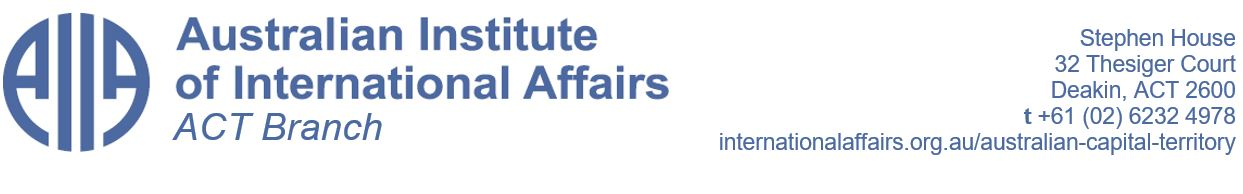 AIIA
Australian Institute
of International Affairs
ACT Branch
Stephen House
32 Thesiger Court
Deakin, ACT 2600
t +61 (02) 6232 4978
internationalaffairs.org.au/australian-capital-territory